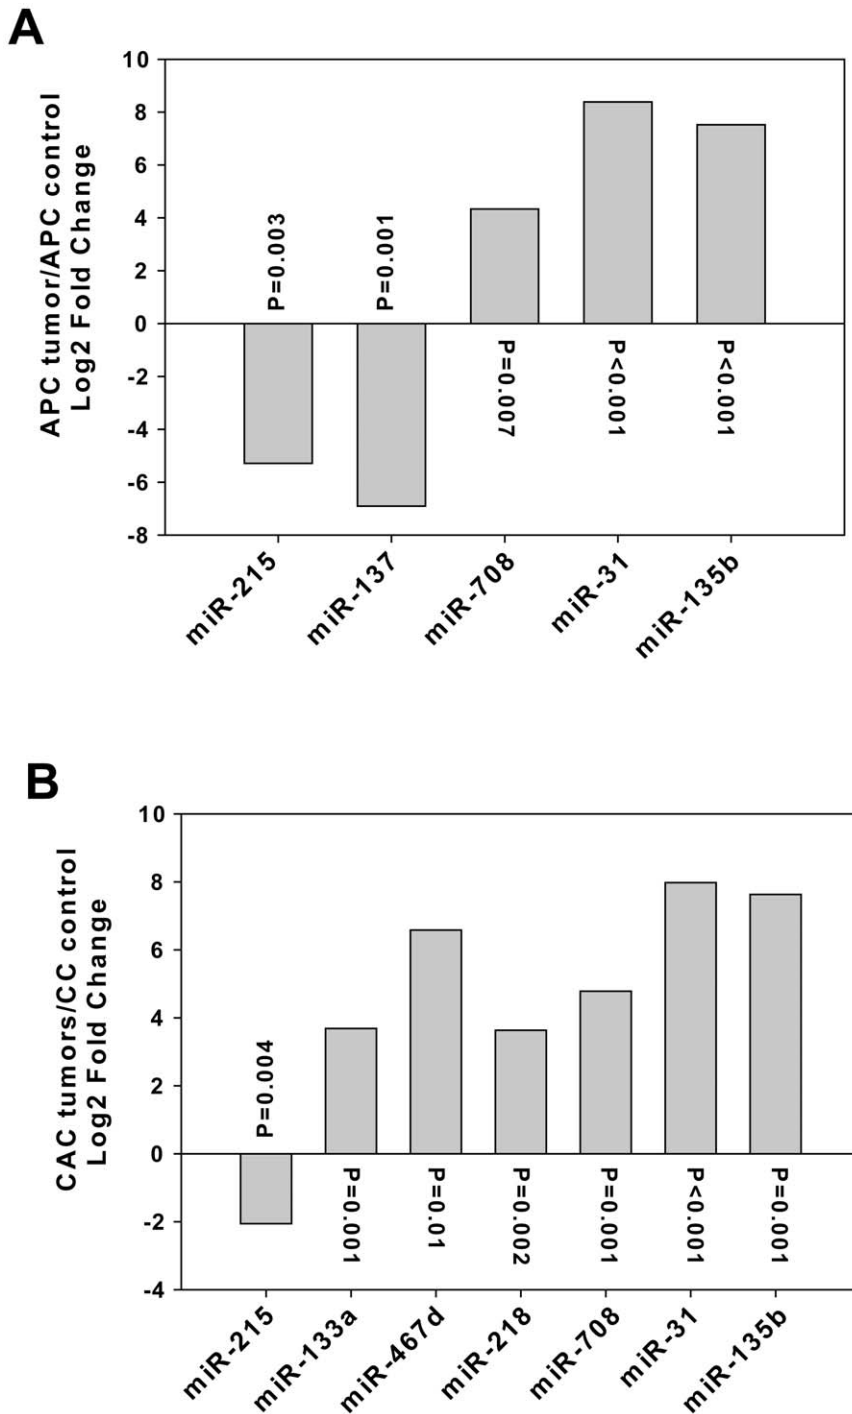 A
APC tumor/APC control
Log2 Fold Change
10
8
6
4
2
0
-2
-4
-6
-8
P=0.003
P=0.001
P=0.007
P<0.001
P<0.001
miR-215
miR-137
miR-708
miR-31
miR-135b
B
CAC tumors/CC control
Log2 Fold Change
10
8
6
4
2
0
-2
-4
P=0.004
P=0.001
P=0.01
P=0.002
P=0.001
P<0.001
P=0.001
miR-215
miR-133a
miR-467d
miR-218
miR-708
miR-31
miR-135b